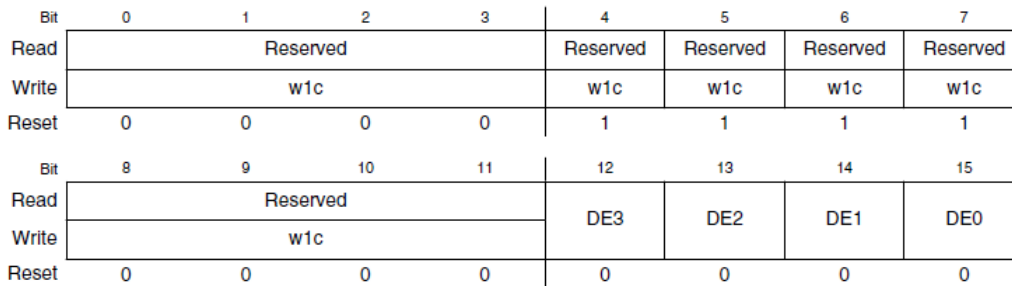 Bit 0 1 2 3 4 5 6 7
Read Reserved Reserved Reserved Reserved Reserved
Write w1c w1c w1c w1c w1c
Reset 0 0 0 0 1 1 1 1
Bit 8 9 10 11 12 13 14 15
Read Reserved
DE3 DE2 DE1 DE0
Write w1c
Reset 0 0 0 0 0 0 0 0